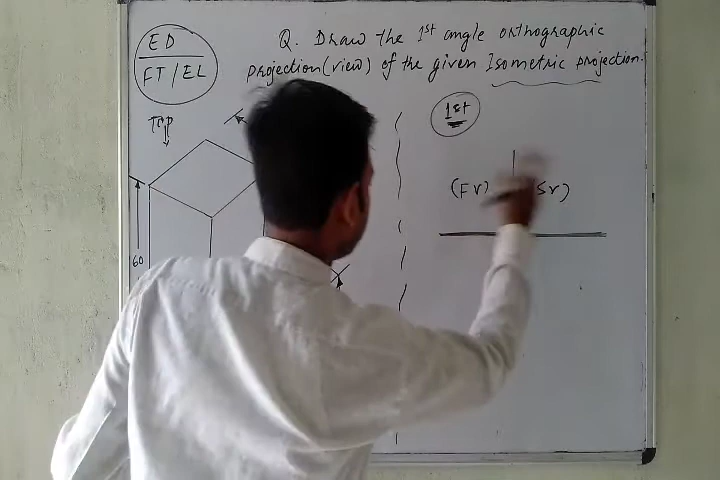 ED
FT/EL
Q. Draw the 1st angle orthographic
projection (view) of the given Isometric projection.
1st
TOP
(FV)
SV)
60